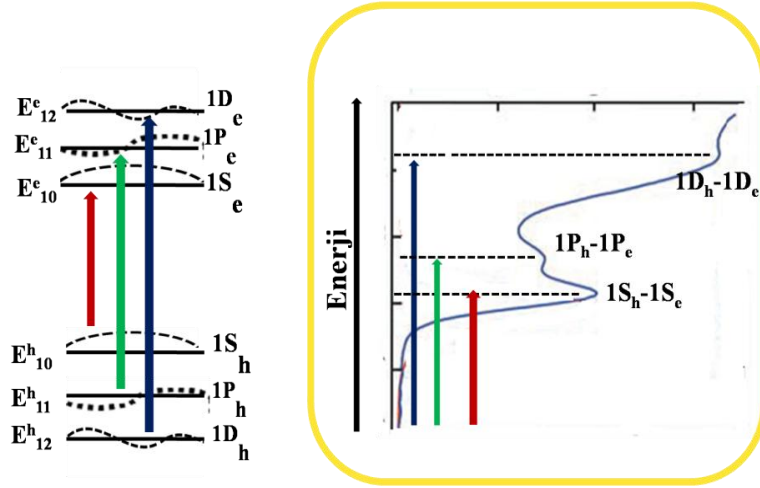 E^e_12 1D_e
E^e_11 1P_e
E^e_10 1S_e
E^h_10 1S_h
E^h_11 1P_h
E^h_12 1D_h
Enerji
1D_h-1D_e
1P_h-1P_e
1S_h-1S_e